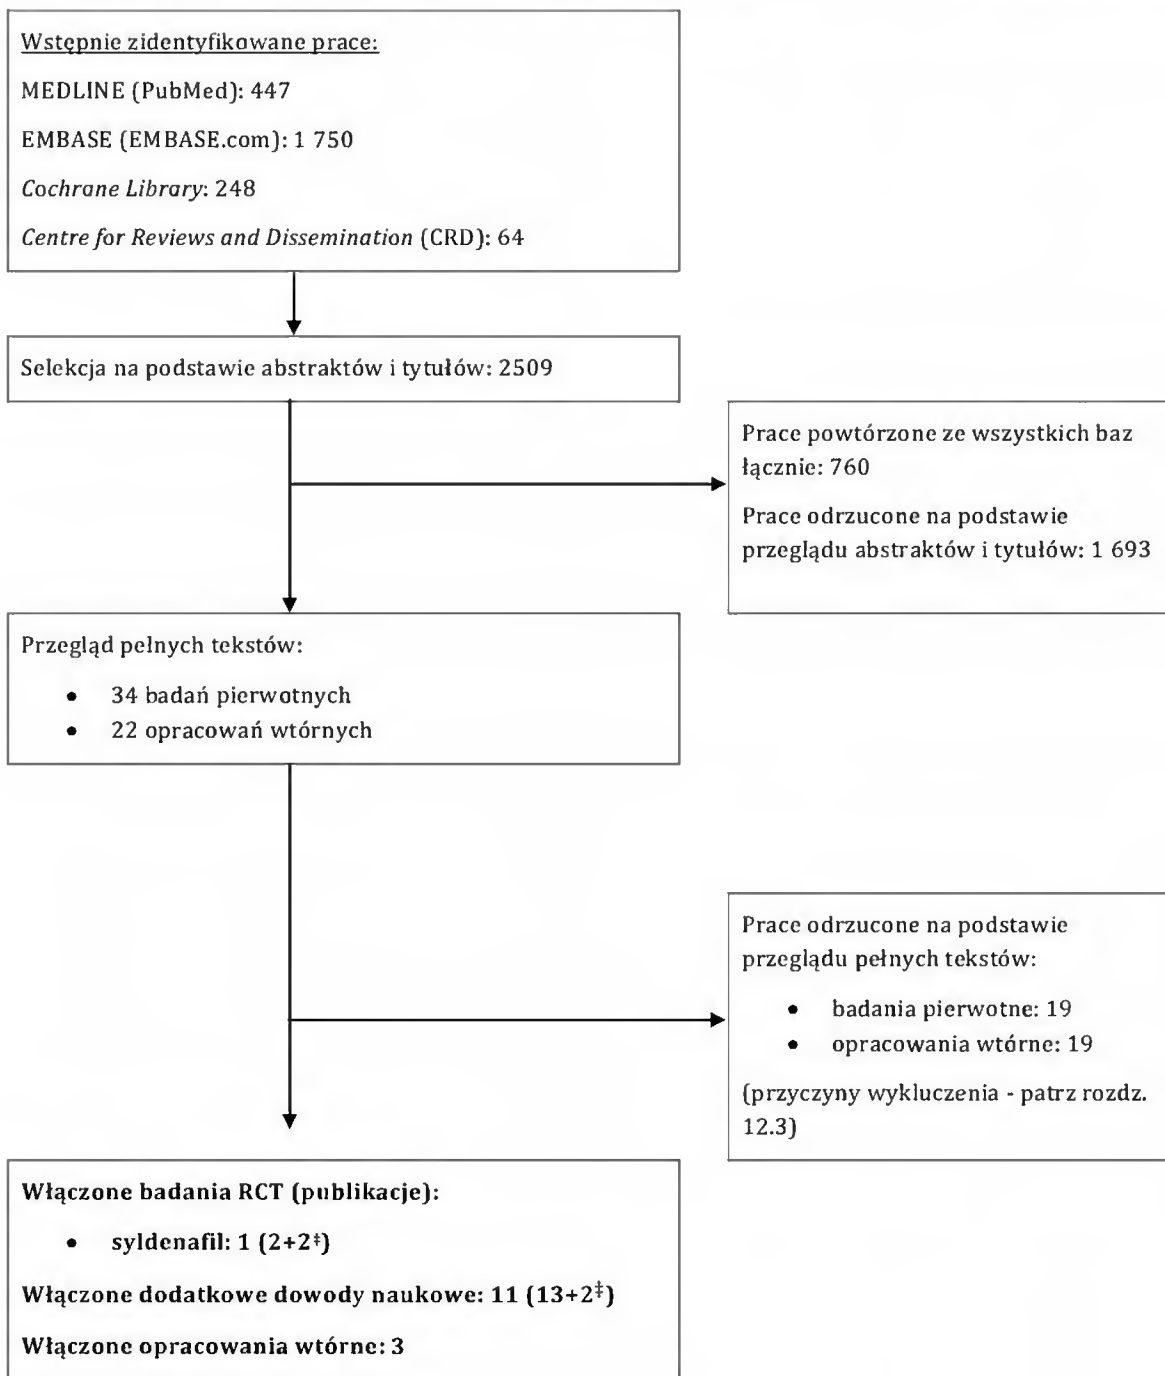 Wstępnie zidentyfikowane prace:
MEDLINE (PubMed): 447
EMBASE (EMBASE.com): 1 750
Cochrane Library: 248
Centre for Reviews and Dissemination (CRD): 64
Selekcja na podstawie abstraktów i tytułów: 2509
Prace powtórzone ze wszystkich baz
łącznie: 760
Prace odrzucone na podstawie
przeglądu abstraktów i tytułów: 1 693
Przegląd pełnych tekstów:
• 34 badań pierwotnych
• 22 opracowań wtórnych
Prace odrzucone na podstawie
przeglądu pełnych tekstów:
• badania pierwotne: 19
• opracowania wtórne: 19
(przyczyny wykluczenia - patrz rozdz.
12.3)
Włączone badania RCT (publikacje):
• syldenafil: 1 (2+2‡)
Włączone dodatkowe dowody naukowe: 11 (13+2‡)
Włączone opracowania wtórne: 3